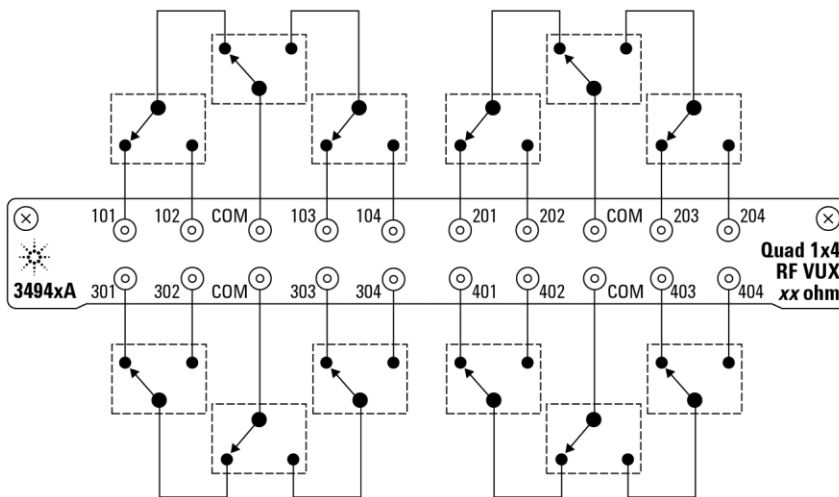 101 102 COM 103 104 201 202 COM 203 204
Quad 1x4
RF VUX
xx ohm
3494xA
301 302 COM 303 304 401 402 COM 403 404